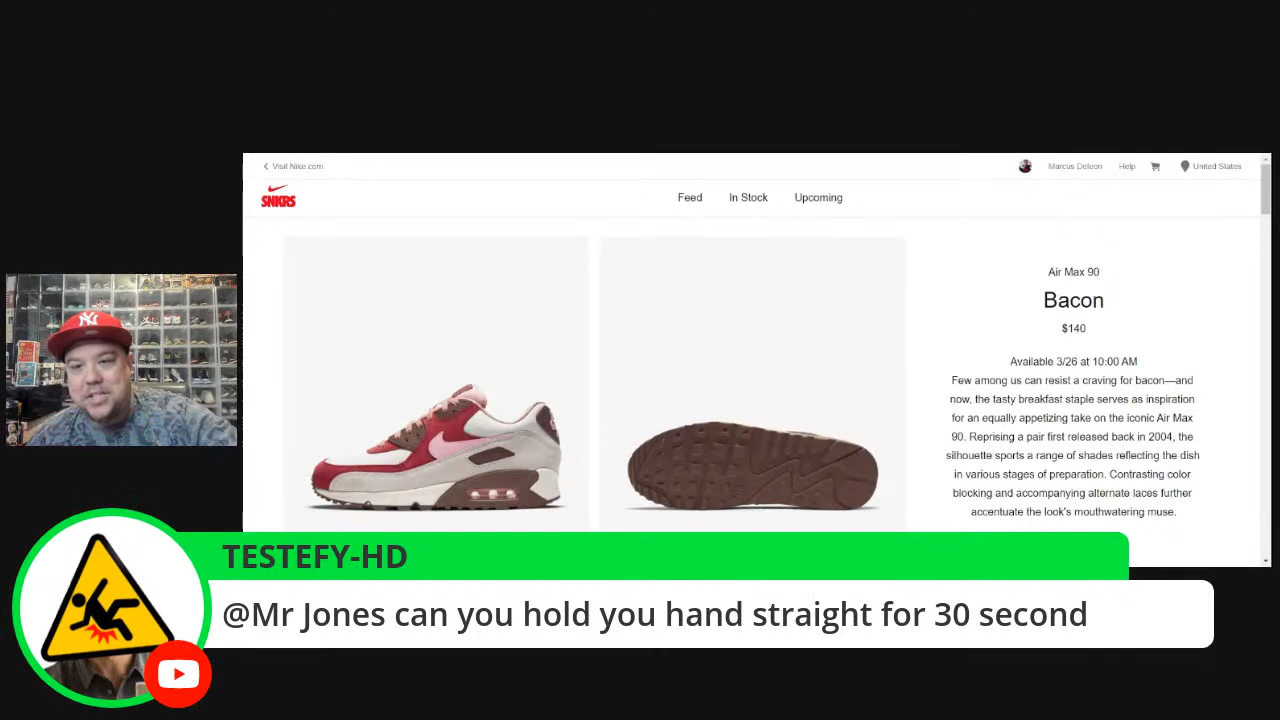 Visit Nike.com
Marcus Deleon Help United States
SNKRS
Feed In Stock Upcoming
Air Max 90
Bacon
$140
Available 3/26 at 10:00 AM
Few among us can resist a craving for bacon—and
now, the tasty breakfast staple serves as inspiration
for an equally appetizing take on the iconic Air Max
90. Reprising a pair first released back in 2004, the
silhouette sports a range of shades reflecting the dish
in various stages of preparation. Contrasting color
blocking and accompanying alternate laces further
accentuate the look's mouthwatering muse.
TESTEFY-HD
@Mr Jones can you hold you hand straight for 30 second